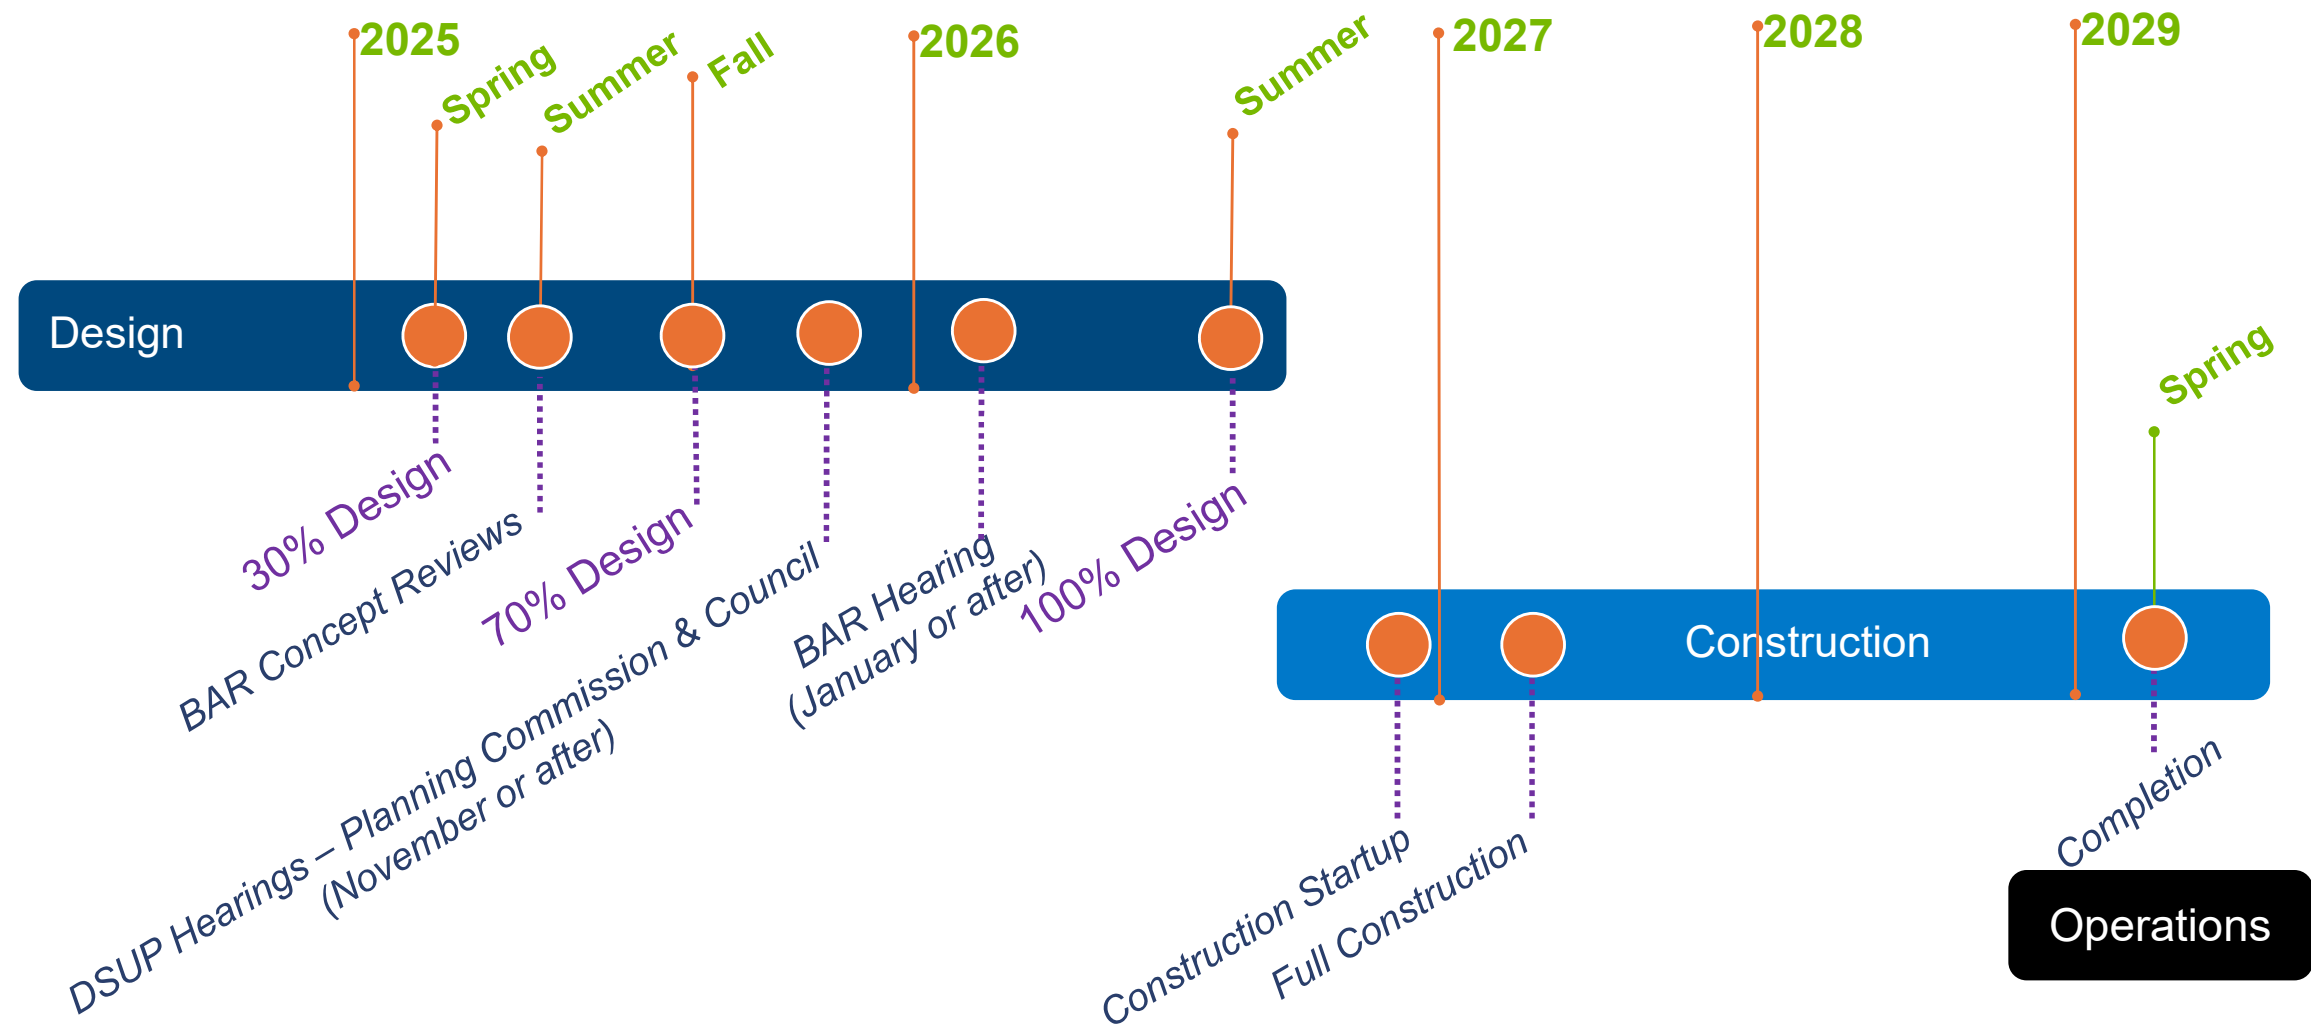 2025
Spring
Summer
Fall
2026
Summer
2027
2028
2029
Design
Spring
30% Design
BAR Concept Reviews
70% Design
DSUP Hearings – Planning Commission & Council
(November or after)
BAR Hearing
(January or after)
100% Design
Construction
Construction Startup
Full Construction
Completion
Operations